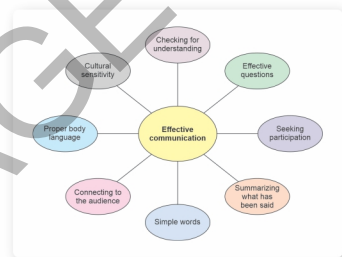 Checking for
understanding
Cultural
sensitivity
Effective
questions
Proper body
language
Effective
communication
Seeking
participation
Connecting to
the audience
Summarizing
what has
been said
Simple words